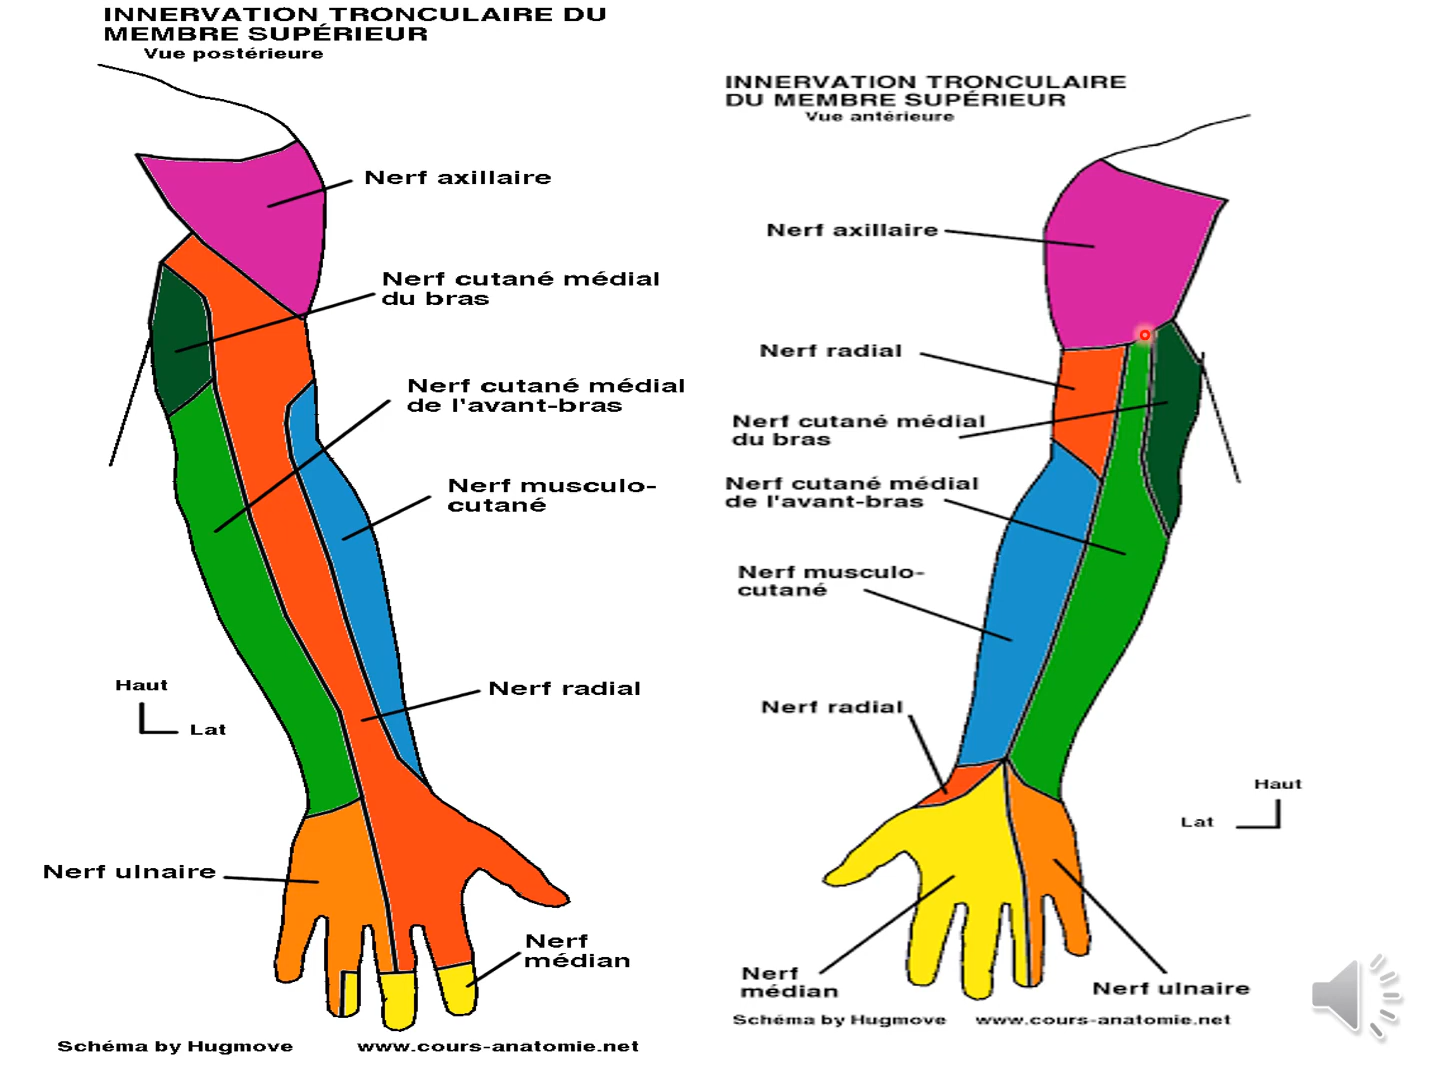 INNERVATION TRONCULAIRE DU
MEMBRE SUPÉRIEUR
Vue postérieure
Nerf axillaire
Nerf cutané médial
du bras
Nerf cutané médial
de l'avant-bras
Nerf musculo-
cutané
Haut
Lat
Nerf radial
Nerf ulnaire
Nerf
médian
Schéma by Hugmove
www.cours-anatomie.net
INNERVATION TRONCULAIRE
DU MEMBRE SUPÉRIEUR
Vue antérieure
Nerf axillaire
Nerf radial
Nerf cutané médial
du bras
Nerf cutané médial
de l'avant-bras
Nerf musculo-
cutané
Nerf radial
Haut
Lat
Nerf
médian
Nerf ulnaire
Schéma by Hugmove
www.cours-anatomie.net